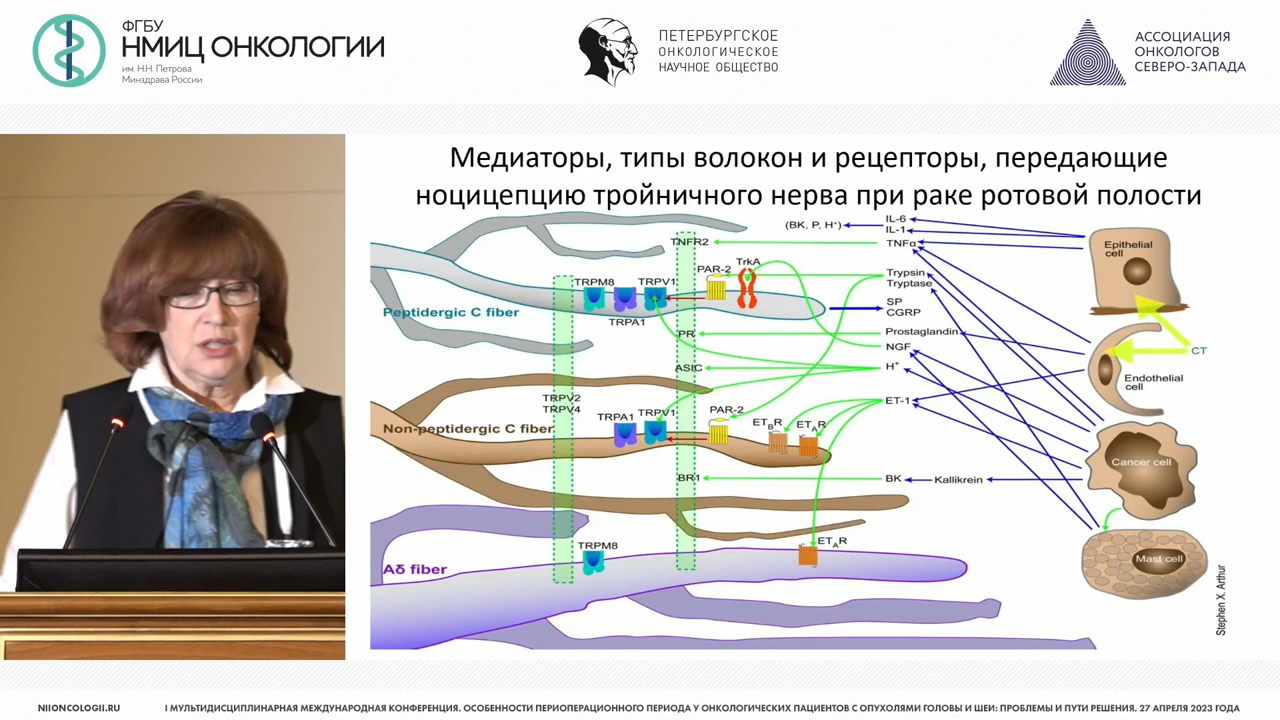 ФГБУ
НМИЦ ОНКОЛОГИИ
им. Н.Н. Петрова
Минздрава России
ПЕТЕРБУРГСКОЕ
ОНКОЛОГИЧЕСКОЕ
НАУЧНОЕ ОБЩЕСТВО
АССОЦИАЦИЯ
ОНКОЛОГОВ
СЕВЕРО-ЗАПАДА
Медиаторы, типы волокон и рецепторы, передающие
ноцицепцию тройничного нерва при раке ротовой полости
(BK, P, H⁺)
IL-6
IL-1
TNFα
TNFR2
Epithelial
cell
TRPM8
TRPV1
PAR-2
TrkA
Trypsin
Tryptase
Peptidergic C fiber
TRPA1
SP
CGRP
PR
Prostaglandin
NGF
CT
ASIC
H⁺
Endothelial
cell
TRPV2
TRPV4
ET-1
Non-peptidergic C fiber
TRPA1
TRPV1
PAR-2
ETBR
ETAR
Cancer cell
BR1
BK
Kallikrein
Aδ fiber
TRPM8
ETAR
Mast cell
Stephen X. Arthur
NIIONCOLOGII.RU
I МУЛЬТИДИСЦИПЛИНАРНАЯ МЕЖДУНАРОДНАЯ КОНФЕРЕНЦИЯ. ОСОБЕННОСТИ ПЕРИОПЕРАЦИОННОГО ПЕРИОДА У ОНКОЛОГИЧЕСКИХ ПАЦИЕНТОВ С ОПУХОЛЯМИ ГОЛОВЫ И ШЕИ: ПРОБЛЕМЫ И ПУТИ РЕШЕНИЯ. 27 АПРЕЛЯ 2023 ГОДА